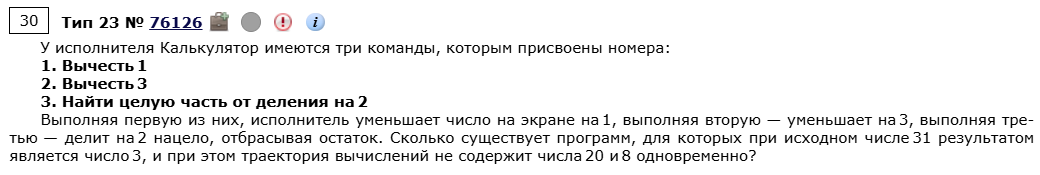 30 Тип 23 № 76126
У исполнителя Калькулятор имеются три команды, которым присвоены номера:
1. Вычесть 1
2. Вычесть 3
3. Найти целую часть от деления на 2
Выполняя первую из них, исполнитель уменьшает число на экране на 1, выполняя вторую — уменьшает на 3, выполняя тре-
тью — делит на 2 нацело, отбрасывая остаток. Сколько существует программ, для которых при исходном числе 31 результатом
является число 3, и при этом траектория вычислений не содержит числа 20 и 8 одновременно?